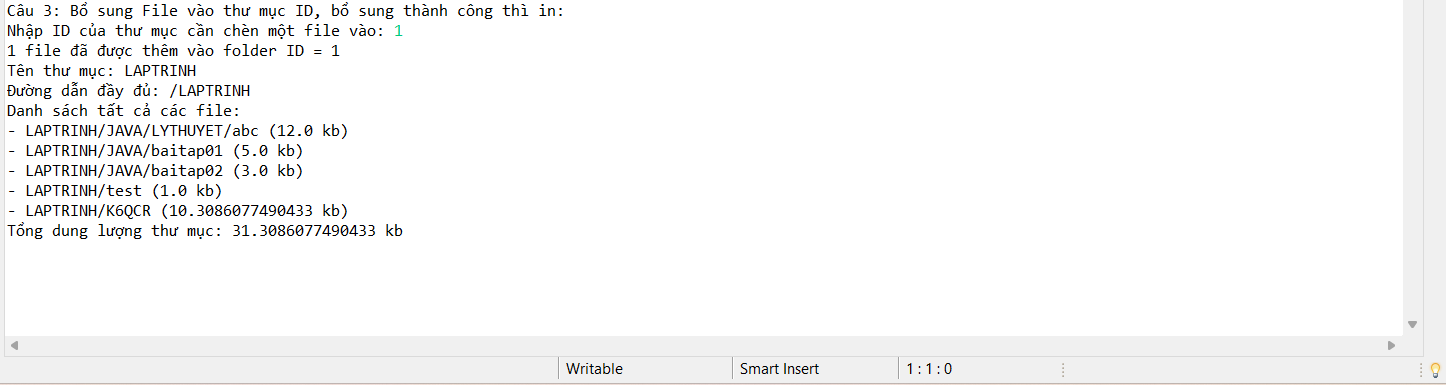 Câu 3: Bổ sung File vào thư mục ID, bổ sung thành công thì in:
Nhập ID của thư mục cần chèn một file vào: 1
1 file đã được thêm vào folder ID = 1
Tên thư mục: LAPTRINH
Đường dẫn đầy đủ: /LAPTRINH
Danh sách tất cả các file:
- LAPTRINH/JAVA/LYTHUYET/abc (12.0 kb)
- LAPTRINH/JAVA/baitap01 (5.0 kb)
- LAPTRINH/JAVA/baitap02 (3.0 kb)
- LAPTRINH/test (1.0 kb)
- LAPTRINH/K6QCR (10.3086077490433 kb)
Tổng dung lượng thư mục: 31.3086077490433 kb
Writable Smart Insert 1 : 1 : 0